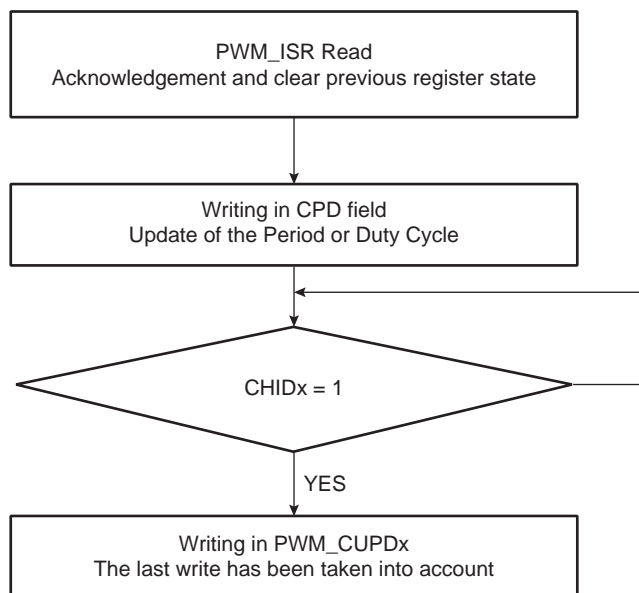 PWM_ISR Read
Acknowledgement and clear previous register state
Writing in CPD field
Update of the Period or Duty Cycle
CHIDx = 1
YES
Writing in PWM_CUPDx
The last write has been taken into account